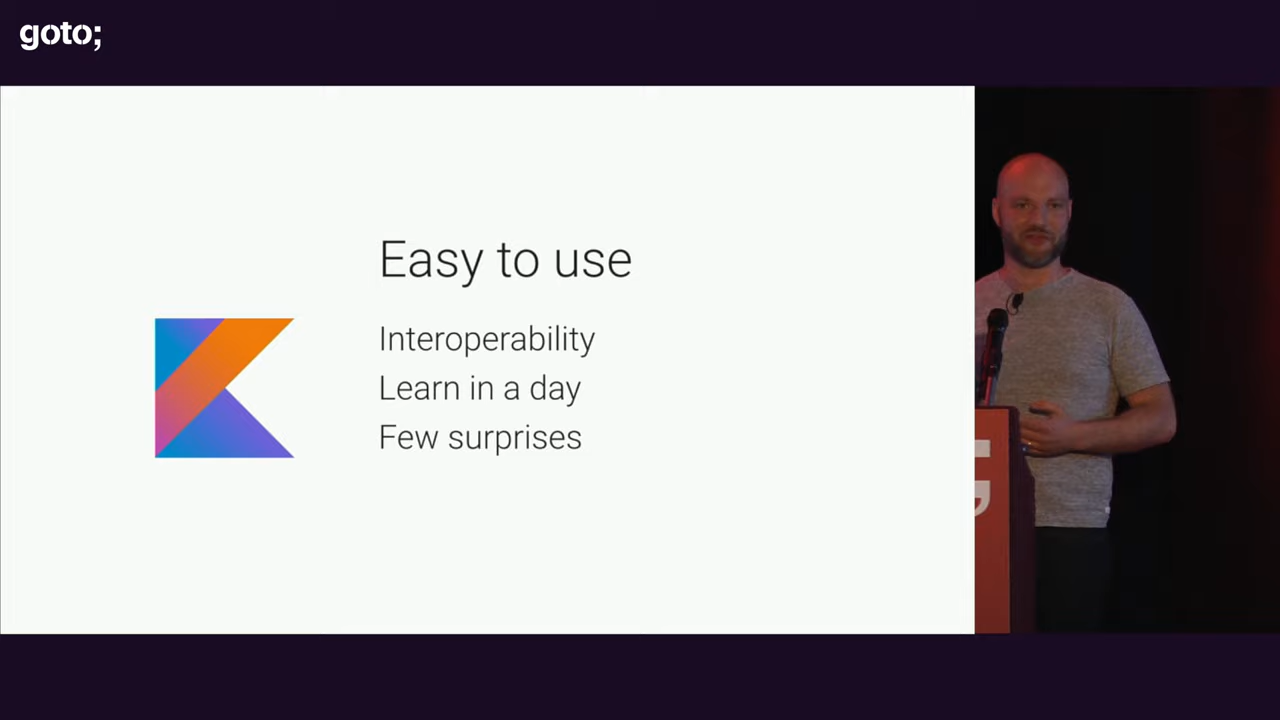 goto;
Easy to use
Interoperability
Learn in a day
Few surprises